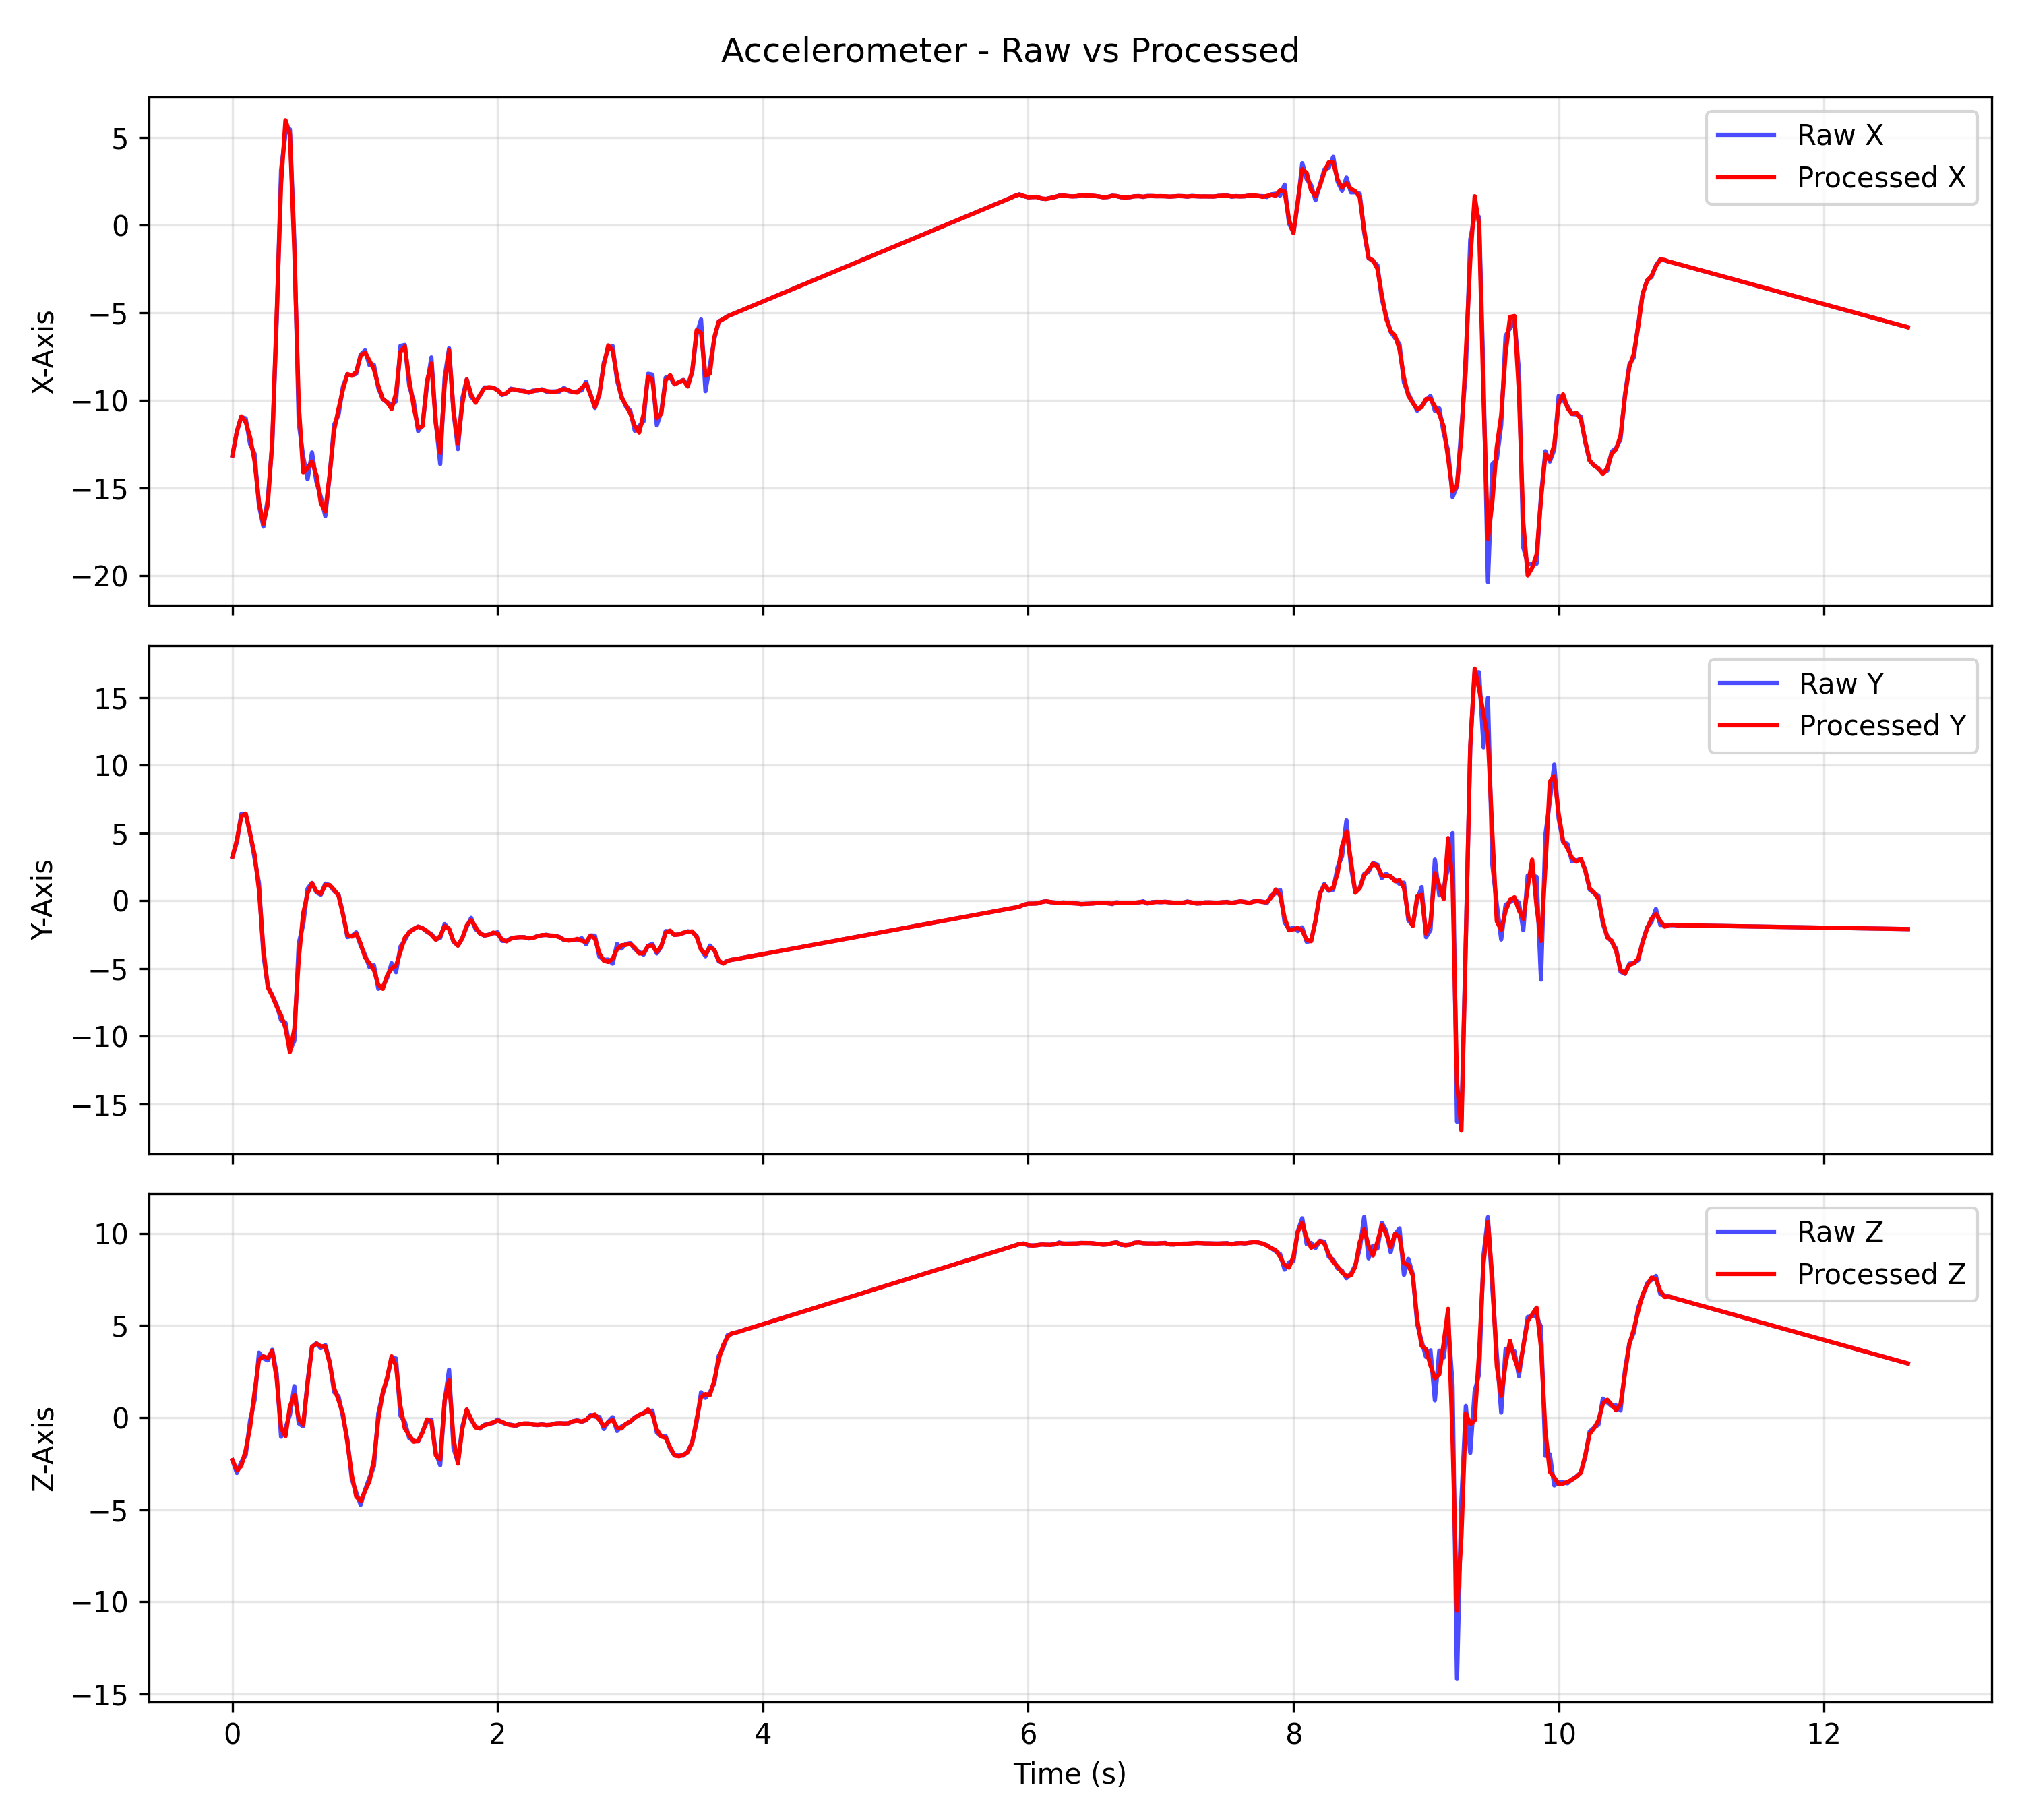 Accelerometer - Raw vs Processed
X-Axis
5
0
−5
−10
−15
−20
Raw X
Processed X
Y-Axis
15
10
5
0
−5
−10
−15
Raw Y
Processed Y
Z-Axis
10
5
0
−5
−10
−15
Raw Z
Processed Z
0 2 4 6 8 10 12
Time (s)